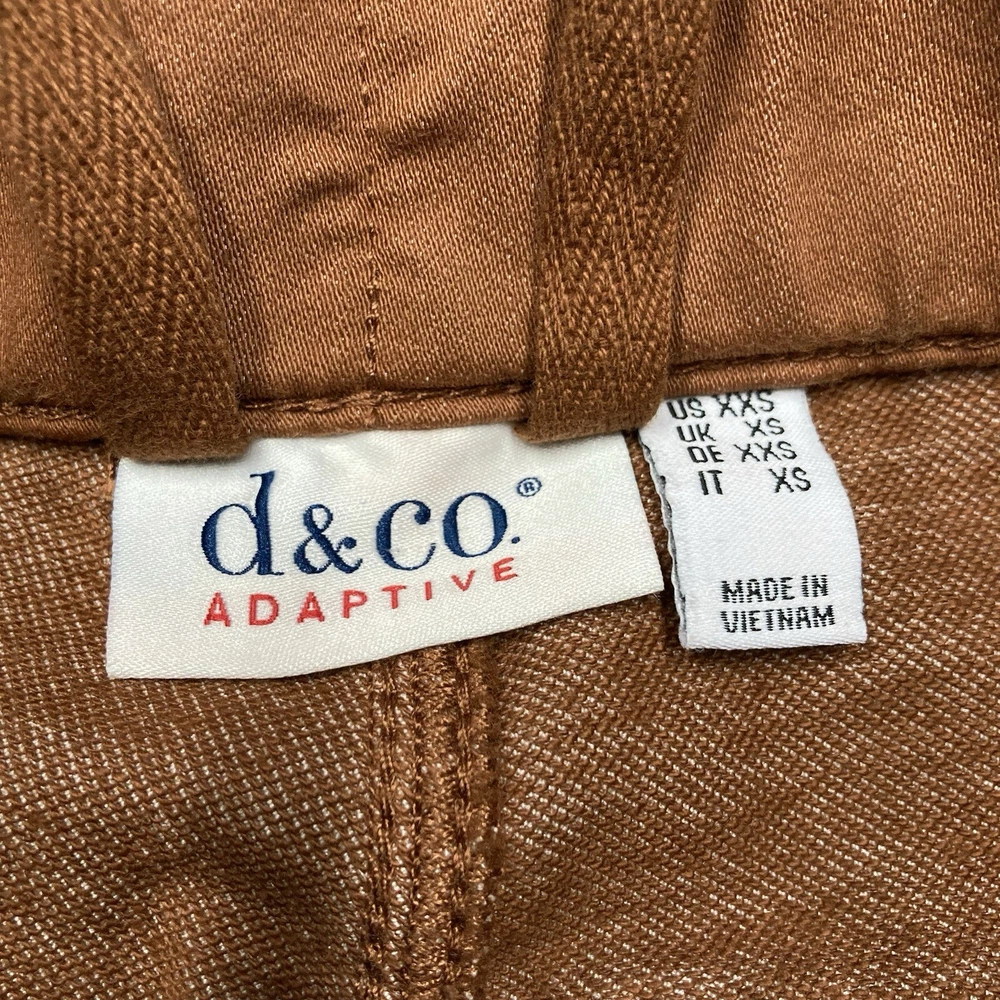 d&co.®
ADAPTIVE
US XXS
UK XS
DE XXS
IT XS
MADE IN
VIETNAM